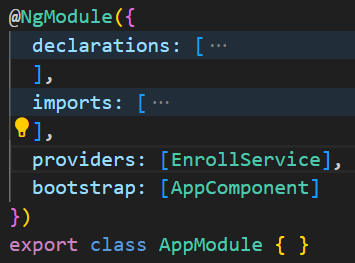 @NgModule({
declarations: [ ···
],
imports: [ ···
],
providers: [EnrollService],
bootstrap: [AppComponent]
})
export class AppModule { }